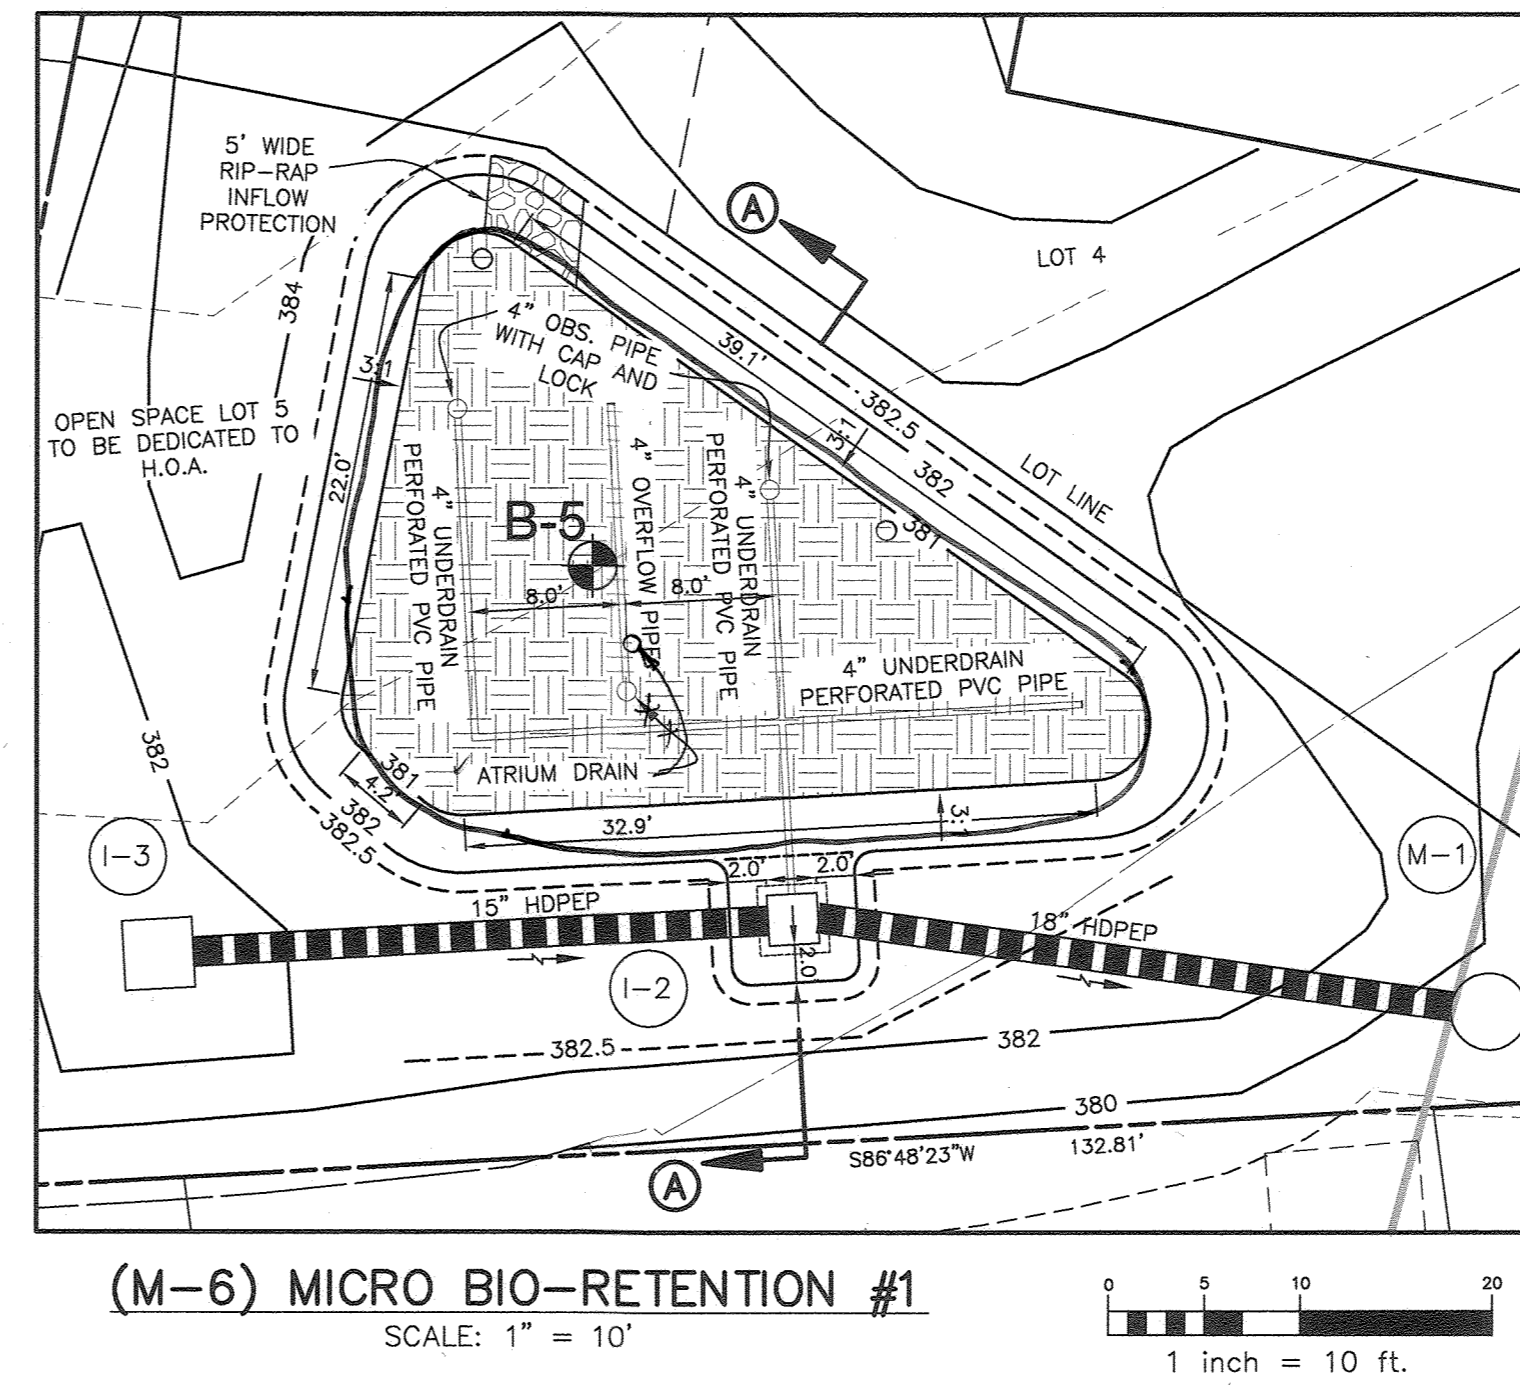 5' WIDE
RIP-RAP
INFLOW
PROTECTION
A
LOT 4
384
4" OBS. PIPE
WITH CAP AND
LOCK
39.1'
3:1
382.5
382
381
3:1
LOT LINE
OPEN SPACE LOT 5
TO BE DEDICATED TO
H.O.A.
22.0'
4" UNDERDRAIN
PERFORATED PVC PIPE
B-5
4" OVERFLOW PIPE
4" UNDERDRAIN
PERFORATED PVC PIPE
8.0'
8.0'
4" UNDERDRAIN
PERFORATED PVC PIPE
382
ATRIUM DRAIN
381
4.2'
382
382.5
32.9'
3:1
I-3
M-1
2.0'
2.0'
15" HDPEP
18" HDPEP
2.0'
I-2
382.5
382
380
S86°48'23"W
132.81'
A
(M-6) MICRO BIO-RETENTION #1
SCALE: 1" = 10'
0 5 10 20
1 inch = 10 ft.